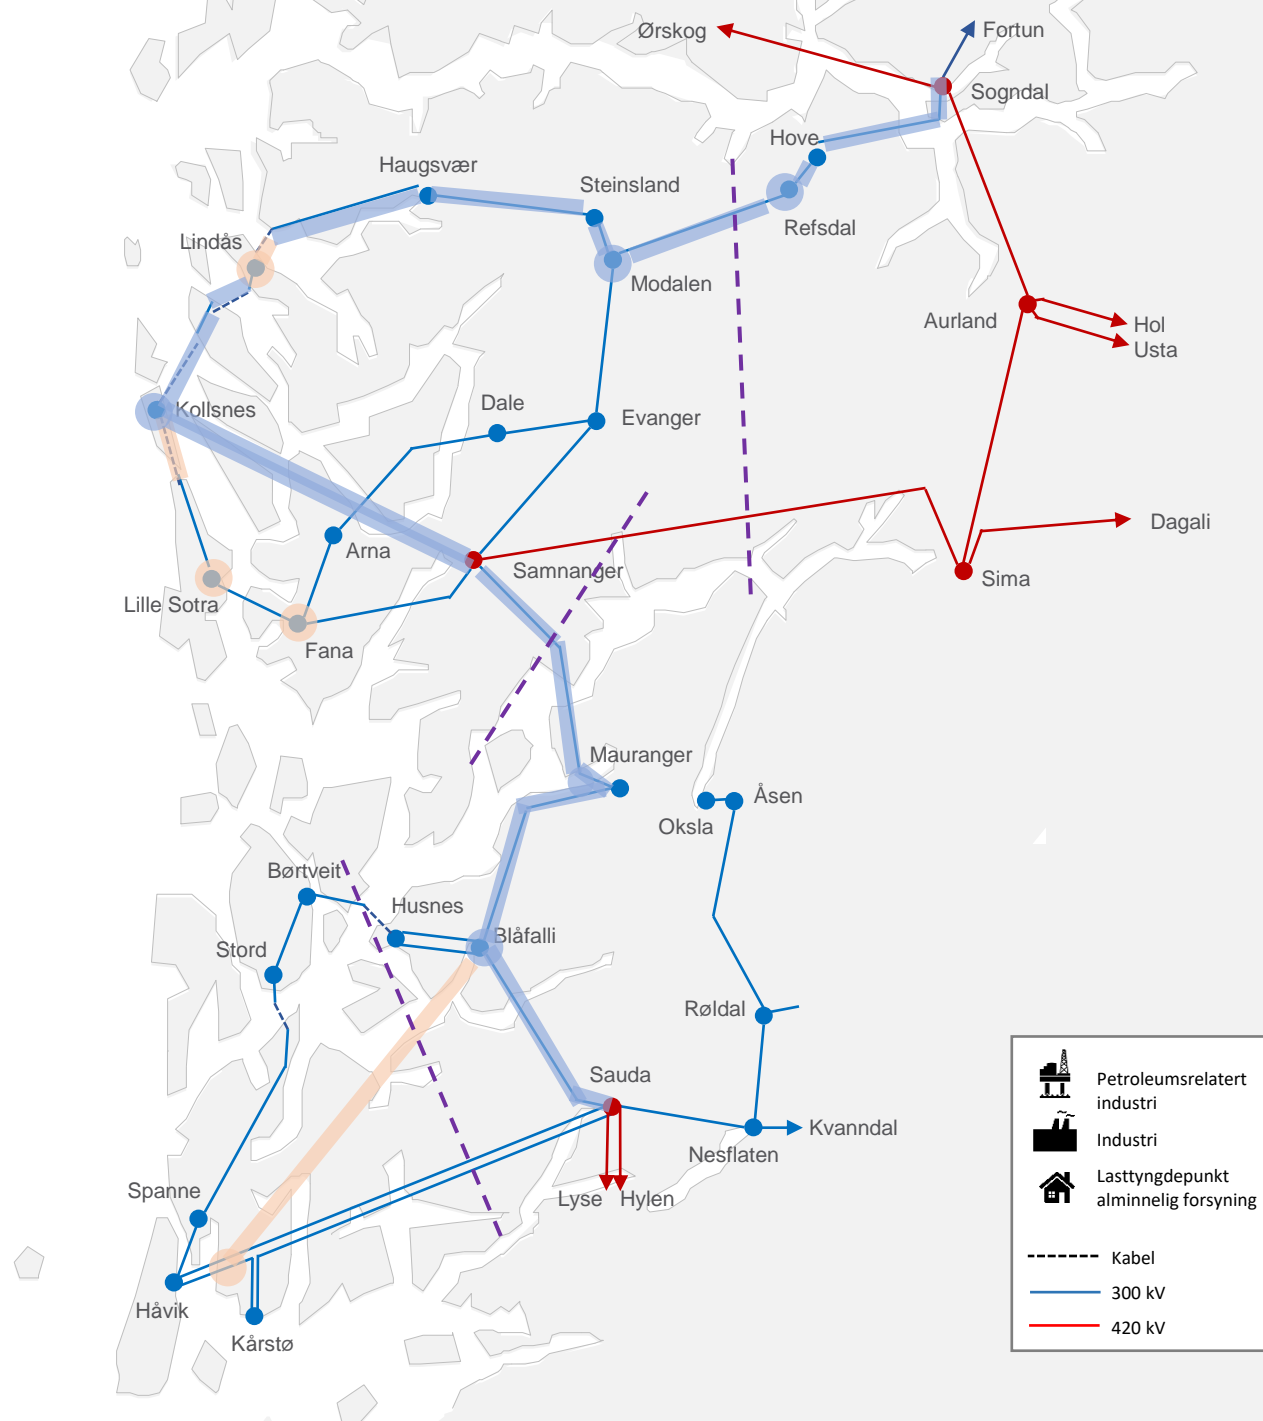 Ørskog
Fortun
Sogndal
Hove
Haugsvær
Steinsland
Refsdal
Lindås
Modalen
Aurland
Hol
Usta
Kollsnes
Dale
Evanger
Arna
Samnanger
Dagali
Sima
Lille Sotra
Fana
Mauranger
Åsen
Oksla
Børtveit
Husnes
Blåfalli
Stord
Røldal
Sauda
Kvanndal
Nesflaten
Spanne
Lyse
Hylen
Håvik
Kårstø
Petroleumsrelatert
industri
Industri
Lasttyngdepunkt
alminnelig forsyning
Kabel
300 kV
420 kV